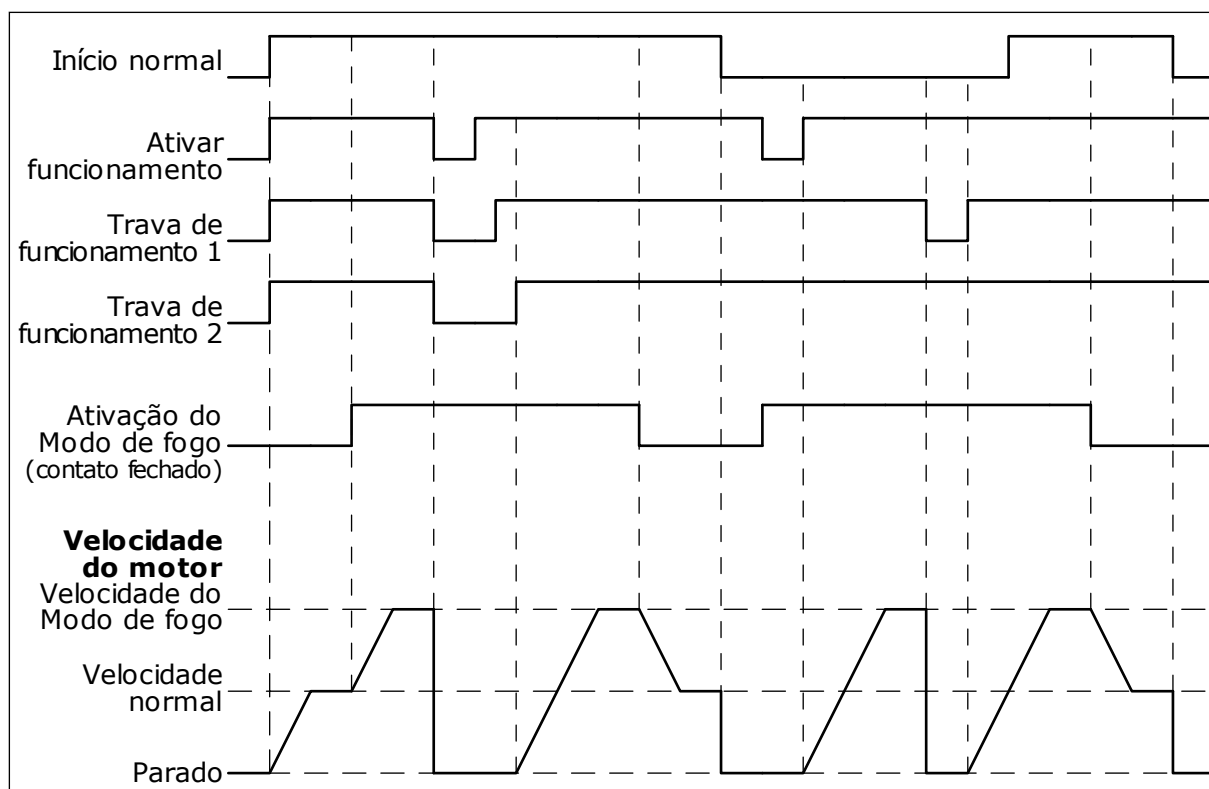 Início normal
Ativar
funcionamento
Trava de
funcionamento 1
Trava de
funcionamento 2
Ativação do
Modo de fogo
(contato fechado)
Velocidade
do motor
Velocidade do
Modo de fogo
Velocidade
normal
Parado